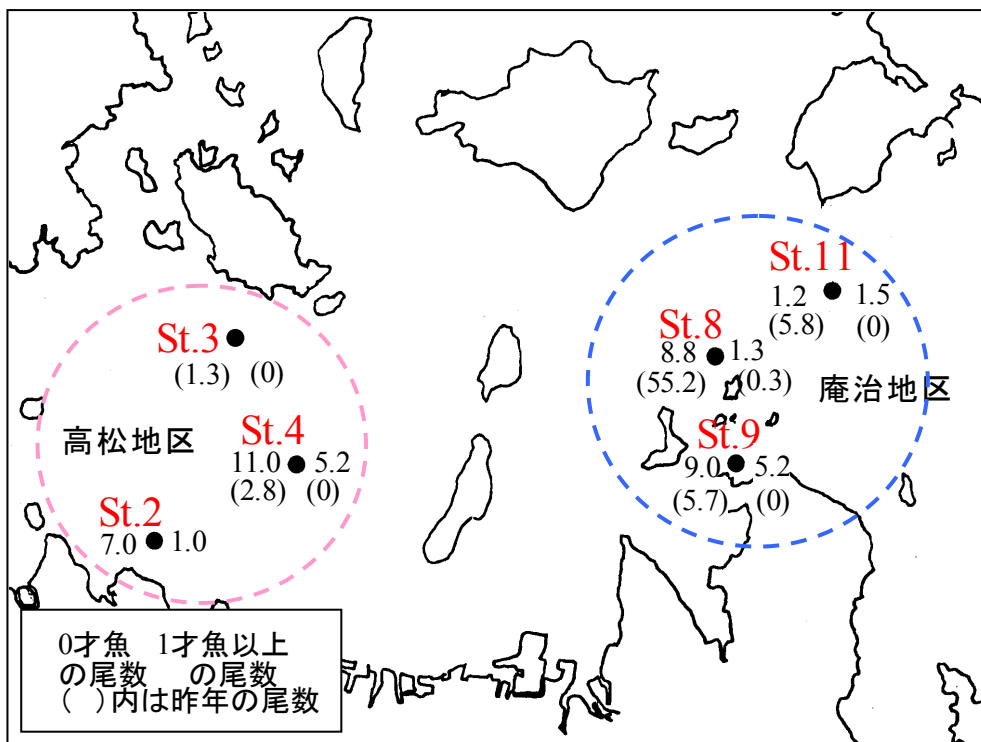 St.11
1.2 1.5
(5.8) (0)
St.8
8.8 1.3
(55.2) (0.3)
庵治地区
St.9
9.0 5.2
(5.7) (0)
St.3
(1.3) (0)
高松地区
St.4
11.0 5.2
(2.8) (0)
St.2
7.0 1.0
0才魚 1才魚以上
の尾数 の尾数
( )内は昨年の尾数